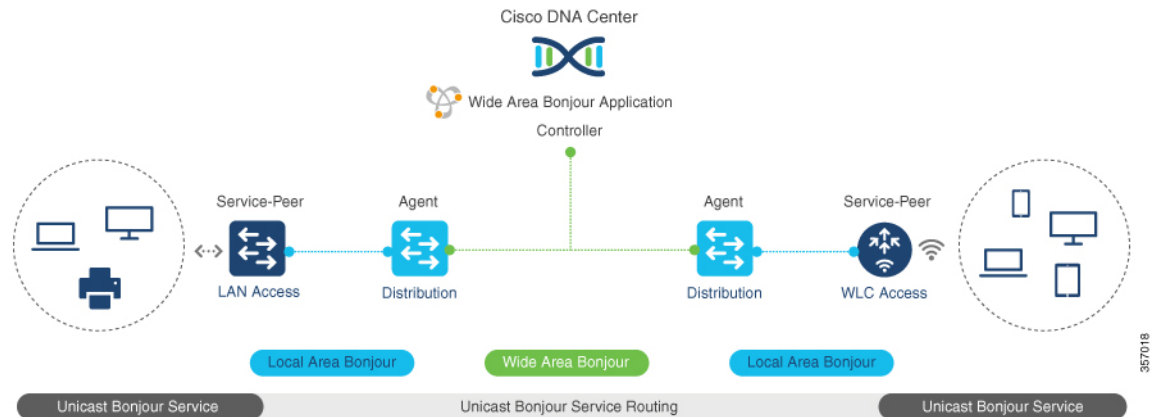 Cisco DNA Center
Wide Area Bonjour Application
Controller
Service-Peer
Agent
Agent
Service-Peer
LAN Access
Distribution
Distribution
WLC Access
Local Area Bonjour
Wide Area Bonjour
Local Area Bonjour
357018
Unicast Bonjour Service
Unicast Bonjour Service Routing
Unicast Bonjour Service